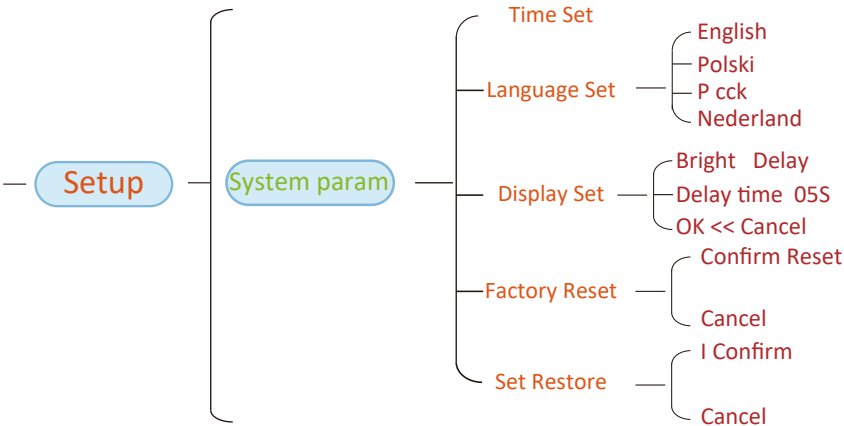 Setup
System param
Time Set
Language Set
English
Polski
P cck
Nederland
Display Set
Bright Delay
Delay time 05S
OK << Cancel
Factory Reset
Confirm Reset
Cancel
Set Restore
I Confirm
Cancel